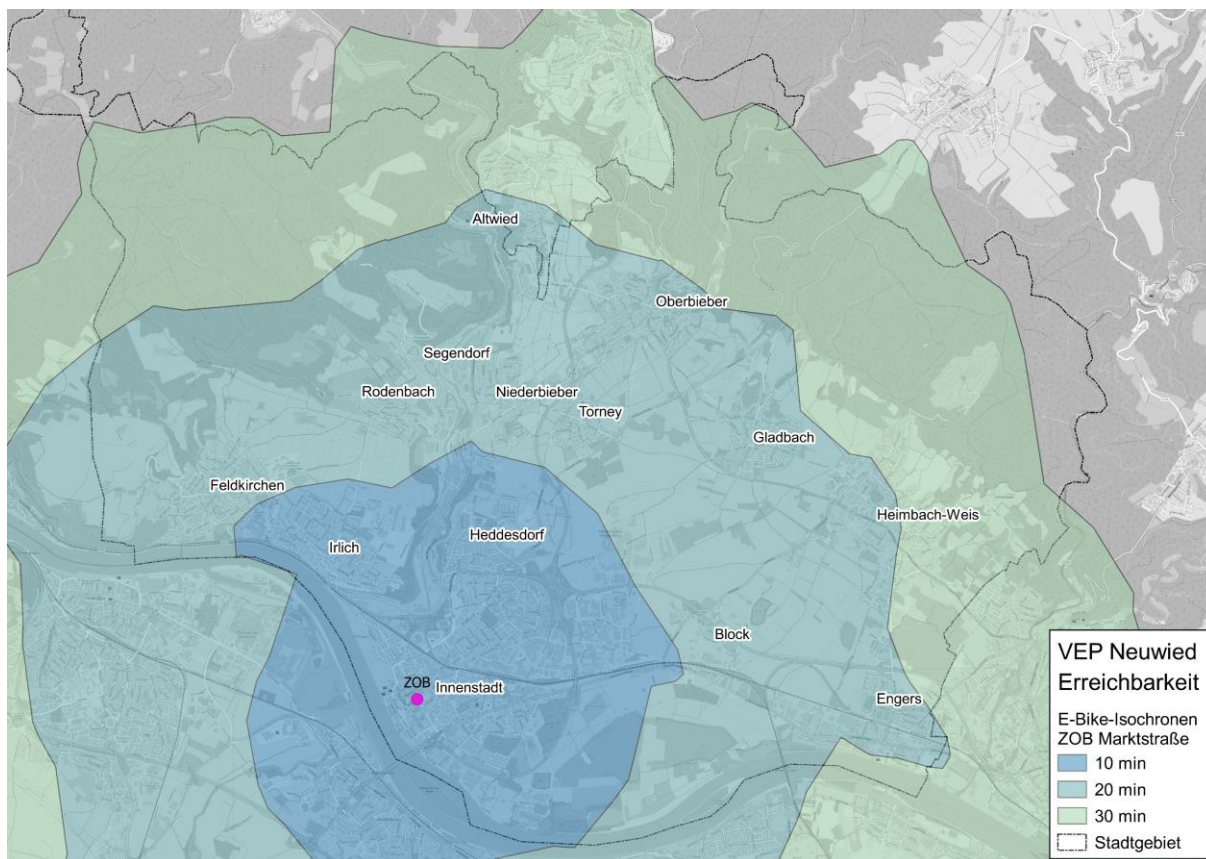 Altwied
Oberbieber
Segendorf
Rodenbach
Niederbieber
Torney
Gladbach
Feldkirchen
Heimbach-Weis
Heddesdorf
Irlich
Block
ZOB
Innenstadt
Engers
VEP Neuwied
Erreichbarkeit
E-Bike-Isochronen
ZOB Marktstraße
10 min
20 min
30 min
Stadtgebiet